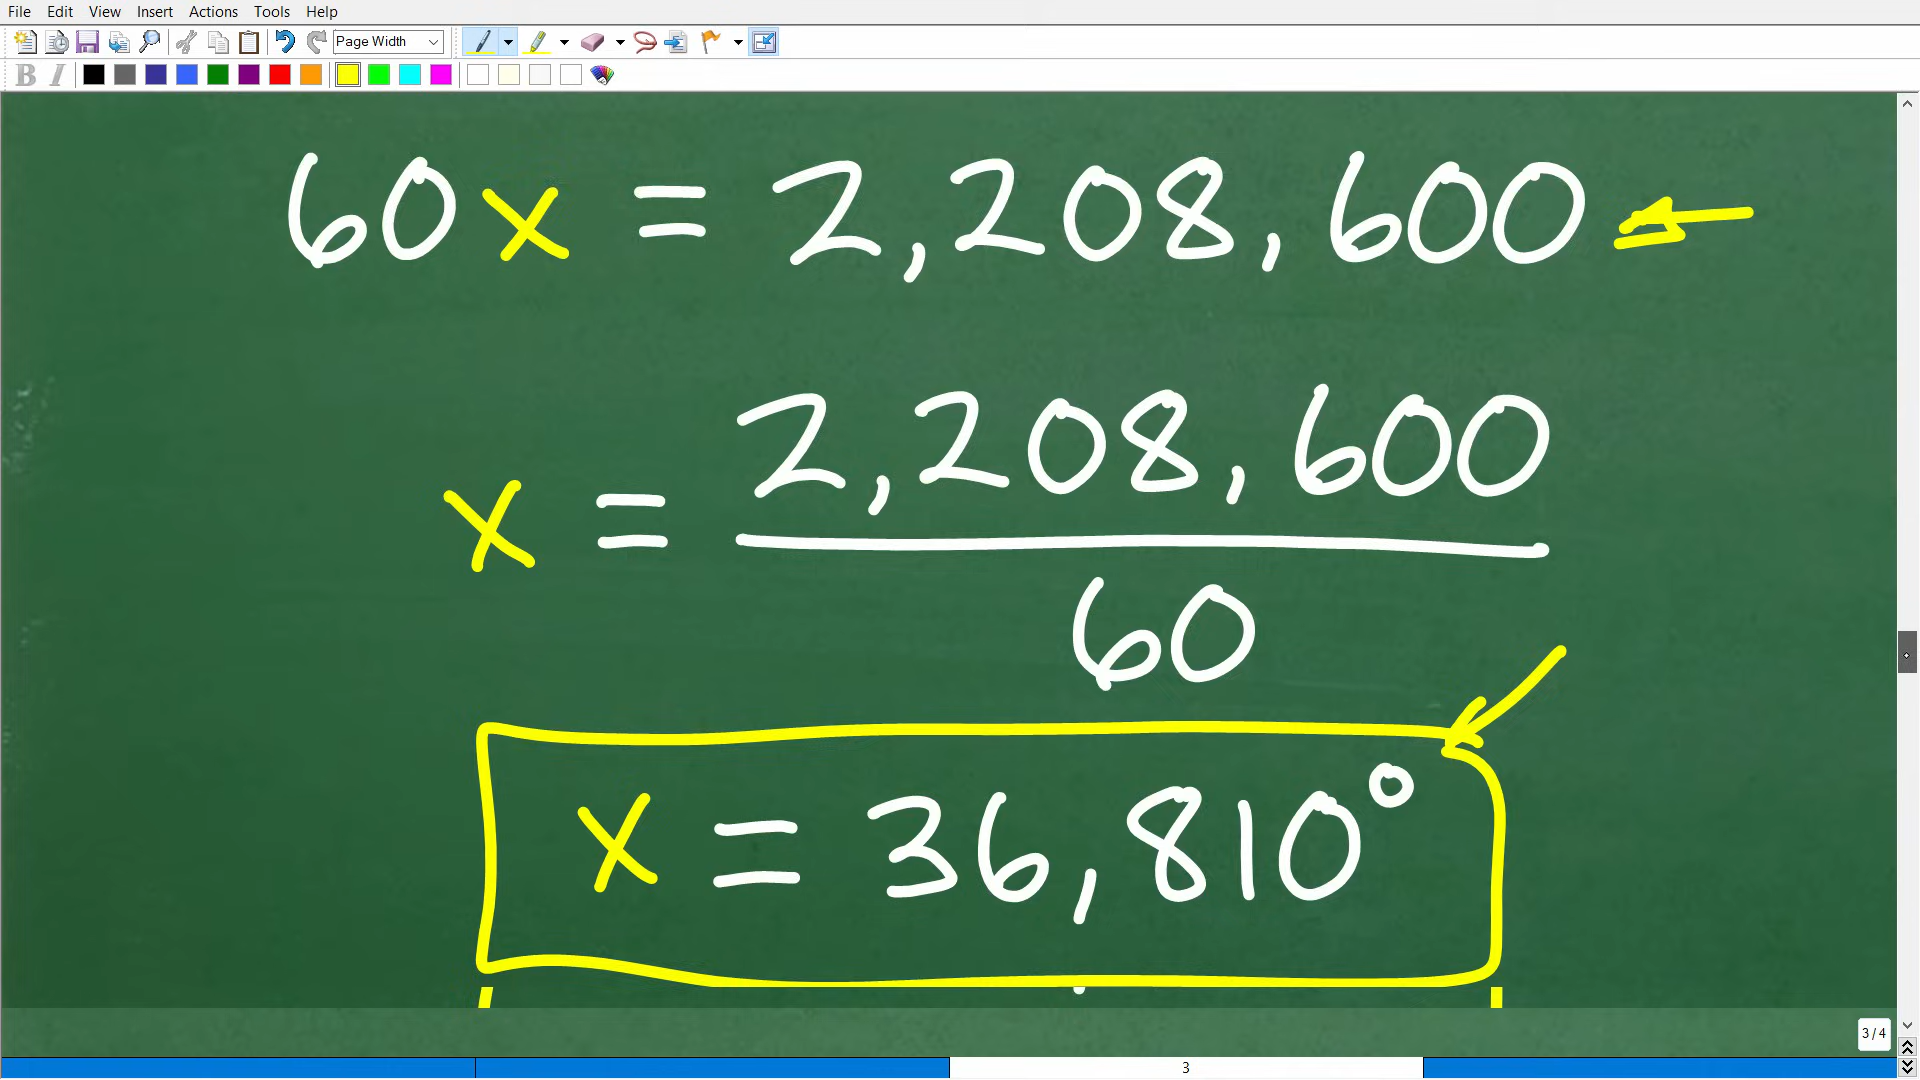 File Edit View Insert Actions Tools Help
Page Width
B I
60x = 2,208,600
x = 2,208,600
60
x = 36,810°
3/4
3